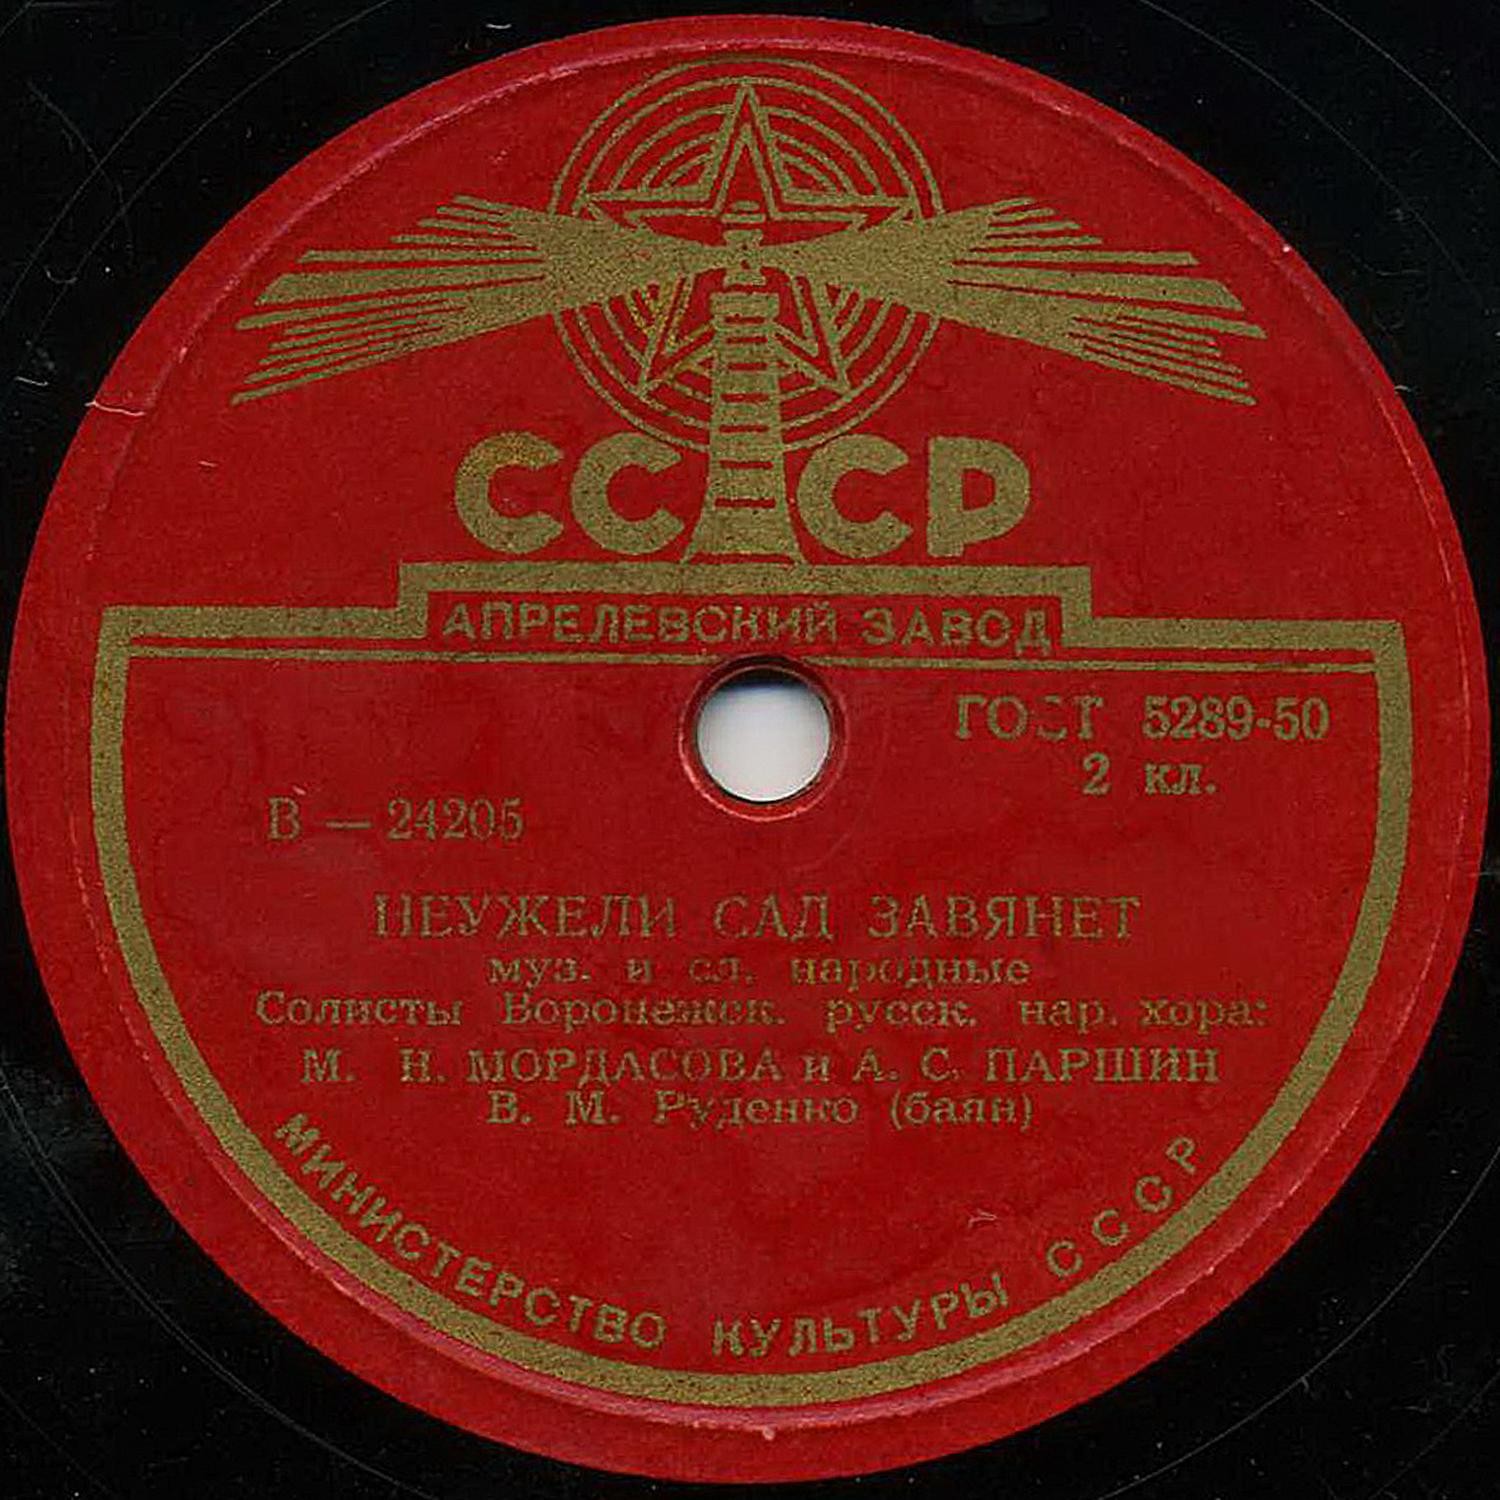 СССР
АПРЕЛЕВСКИЙ ЗАВОД
ГОСТ 5289-50
2 кл.
В — 24205
НЕУЖЕЛИ САД ЗАВЯНЕТ
муз. и сл. народные
Солисты Воронежск. русск. нар. хора:
М. Н. МОРДАСОВА и А. С. ПАРШИН
В. М. Руденко (баян)
МИНИСТЕРСТВО КУЛЬТУРЫ СССР